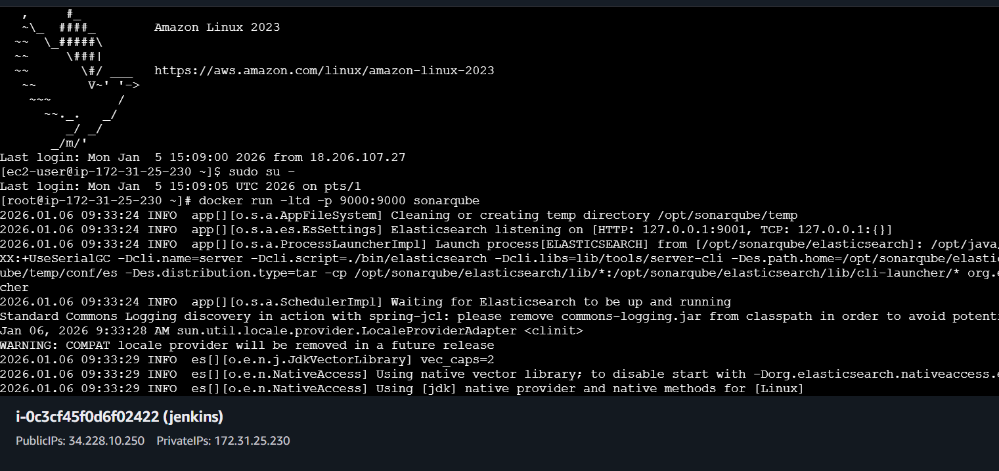 ,     #_
   ~\_  ####_        Amazon Linux 2023
  ~~  \_#####\
  ~~     \###|
  ~~       \#/ ___   https://aws.amazon.com/linux/amazon-linux-2023
   ~~       V~' '->
    ~~~         /
      ~~._.   _/
         _/ _/
       _/m/'
Last login: Mon Jan  5 15:09:00 2026 from 18.206.107.27
[ec2-user@ip-172-31-25-230 ~]$ sudo su -
Last login: Mon Jan  5 15:09:05 UTC 2026 on pts/1
[root@ip-172-31-25-230 ~]# docker run -ltd -p 9000:9000 sonarqube
2026.01.06 09:33:24 INFO  app[][o.s.a.AppFileSystem] Cleaning or creating temp directory /opt/sonarqube/temp
2026.01.06 09:33:24 INFO  app[][o.s.a.es.EsSettings] Elasticsearch listening on [HTTP: 127.0.0.1:9001, TCP: 127.0.0.1:{}]
2026.01.06 09:33:24 INFO  app[][o.s.a.ProcessLauncherImpl] Launch process[ELASTICSEARCH] from [/opt/sonarqube/elasticsearch]: /opt/java/
XX:+UseSerialGC -Dcli.name=server -Dcli.script=./bin/elasticsearch -Dcli.libs=lib/tools/server-cli -Des.path.home=/opt/sonarqube/elastic
ube/temp/conf/es -Des.distribution.type=tar -cp /opt/sonarqube/elasticsearch/lib/*:/opt/sonarqube/elasticsearch/lib/cli-launcher/* org.e
cher
2026.01.06 09:33:24 INFO  app[][o.s.a.SchedulerImpl] Waiting for Elasticsearch to be up and running
Standard Commons Logging discovery in action with spring-jcl: please remove commons-logging.jar from classpath in order to avoid potenti
Jan 06, 2026 9:33:28 AM sun.util.locale.provider.LocaleProviderAdapter <clinit>
WARNING: COMPAT locale provider will be removed in a future release
2026.01.06 09:33:29 INFO  es[][o.e.n.j.JdkVectorLibrary] vec_caps=2
2026.01.06 09:33:29 INFO  es[][o.e.n.NativeAccess] Using native vector library; to disable start with -Dorg.elasticsearch.nativeaccess.e
2026.01.06 09:33:29 INFO  es[][o.e.n.NativeAccess] Using [jdk] native provider and native methods for [Linux]
i-0c3cf45f0d6f02422 (jenkins)
PublicIPs: 34.228.10.250    PrivateIPs: 172.31.25.230